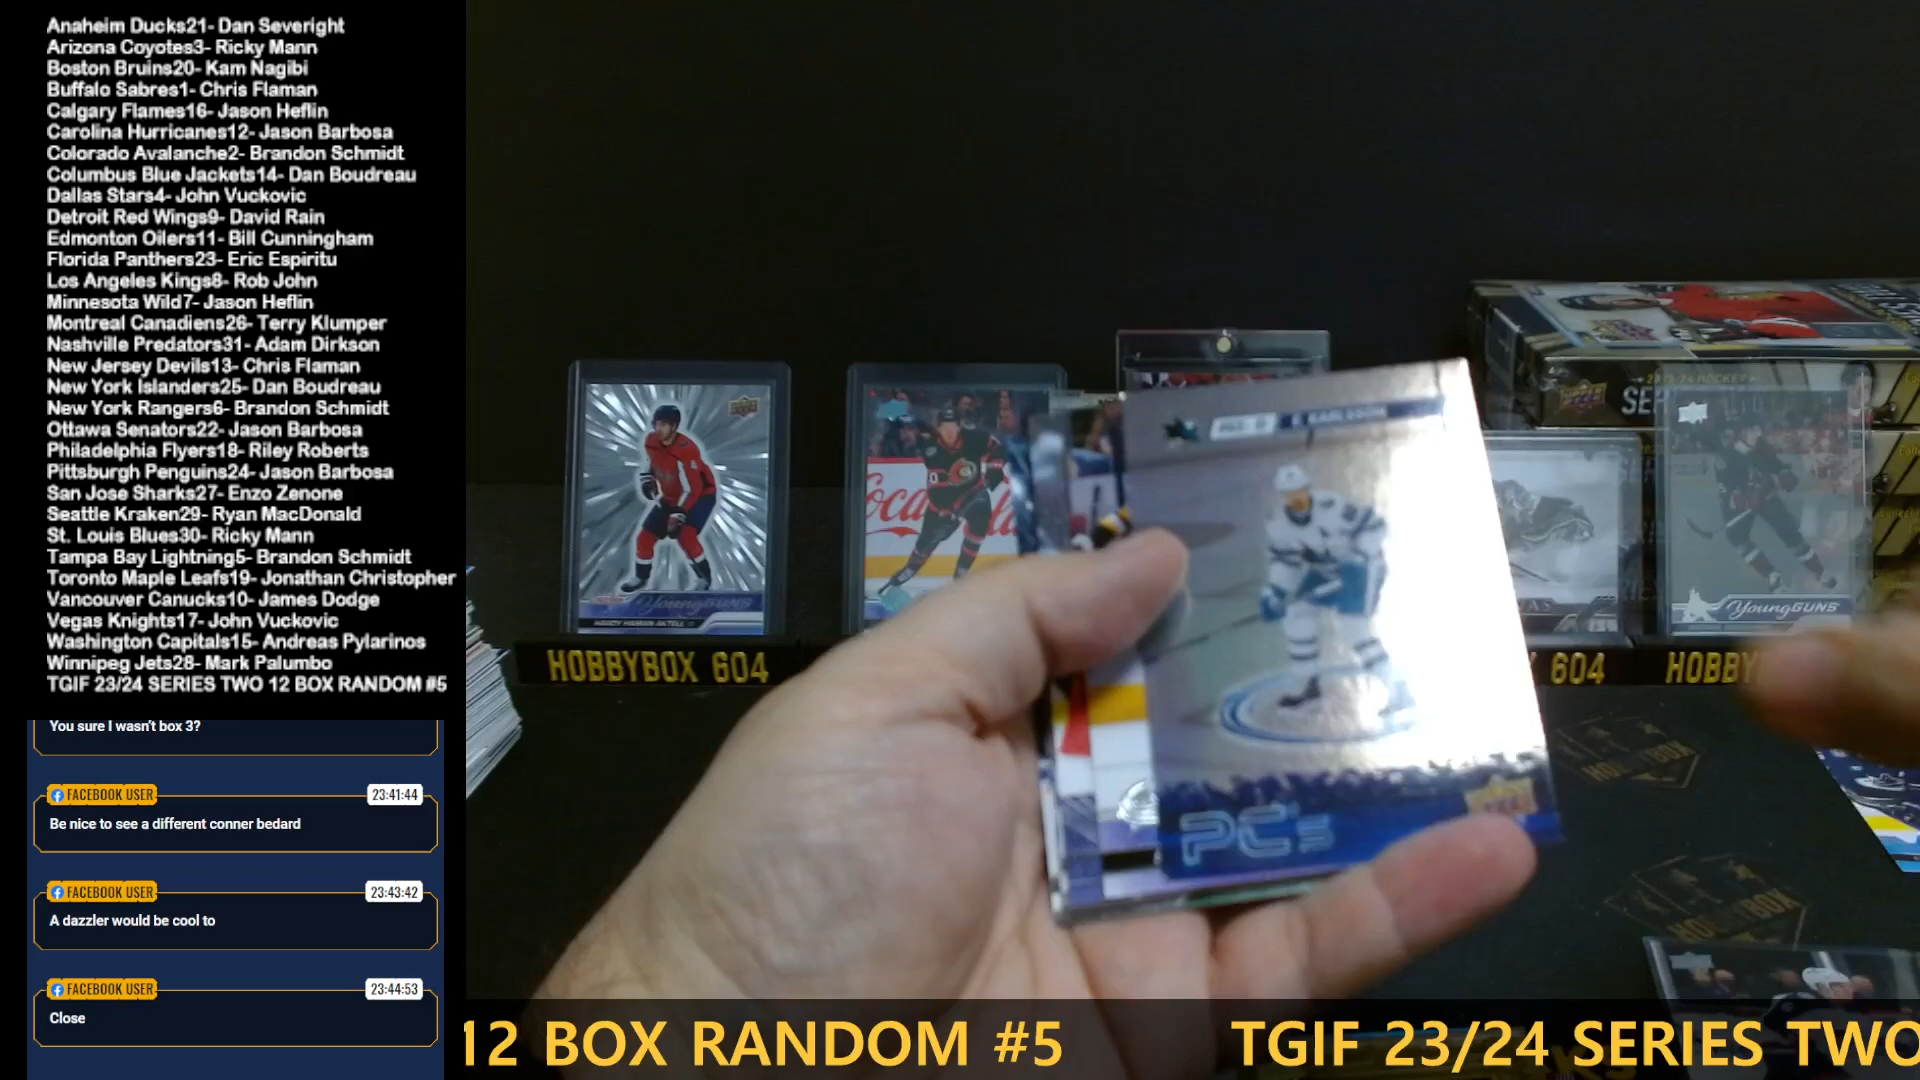 Anaheim Ducks21- Dan Severight
Arizona Coyotes3- Ricky Mann
Boston Bruins20- Kam Nagibi
Buffalo Sabres1- Chris Flaman
Calgary Flames16- Jason Heflin
Carolina Hurricanes12- Jason Barbosa
Colorado Avalanche2- Brandon Schmidt
Columbus Blue Jackets14- Dan Boudreau
Dallas Stars4- John Vuckovic
Detroit Red Wings9- David Rain
Edmonton Oilers11- Bill Cunningham
Florida Panthers23- Eric Espiritu
Los Angeles Kings8- Rob John
Minnesota Wild7- Jason Heflin
Montreal Canadiens26- Terry Klumper
Nashville Predators31- Adam Dirkson
New Jersey Devils13- Chris Flaman
New York Islanders25- Dan Boudreau
New York Rangers6- Brandon Schmidt
Ottawa Senators22- Jason Barbosa
Philadelphia Flyers18- Riley Roberts
Pittsburgh Penguins24- Jason Barbosa
San Jose Sharks27- Enzo Zenone
Seattle Kraken29- Ryan MacDonald
St. Louis Blues30- Ricky Mann
Tampa Bay Lightning5- Brandon Schmidt
Toronto Maple Leafs19- Jonathan Christopher
Vancouver Canucks10- James Dodge
Vegas Knights17- John Vuckovic
Washington Capitals15- Andreas Pylarinos
Winnipeg Jets28- Mark Palumbo
TGIF 23/24 SERIES TWO 12 BOX RANDOM #5
You sure I wasn't box 3?
FACEBOOK USER 23:41:44
Be nice to see a different conner bedard
FACEBOOK USER 23:43:42
A dazzler would be cool to
FACEBOOK USER 23:44:53
Close
E. KARLSSON
PC's
Young GUNS
HOBBYBOX 604
604
HOBBY
SE
Young GUNS
12 BOX RANDOM #5 TGIF 23/24 SERIES TWO